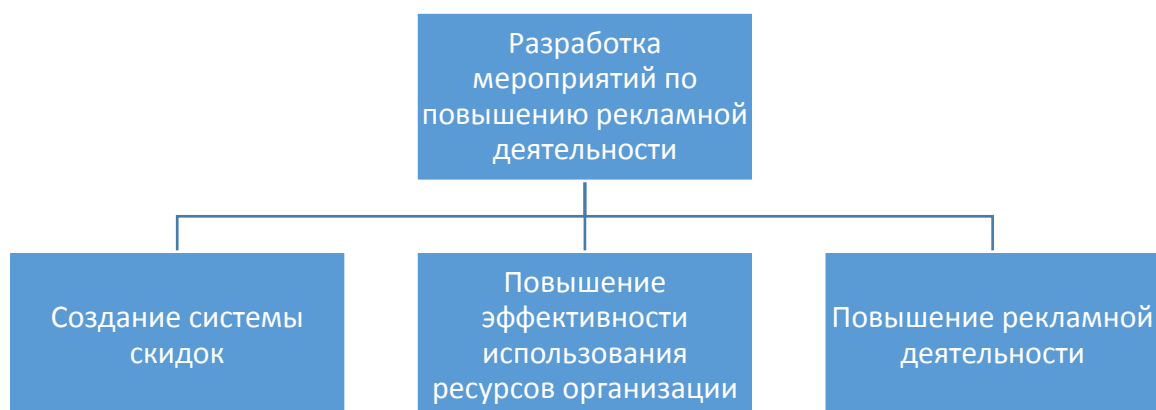 Разработка
мероприятий по
повышению рекламной
деятельности
Создание системы
скидок
Повышение
эффективности
использования
ресурсов организации
Повышение рекламной
деятельности